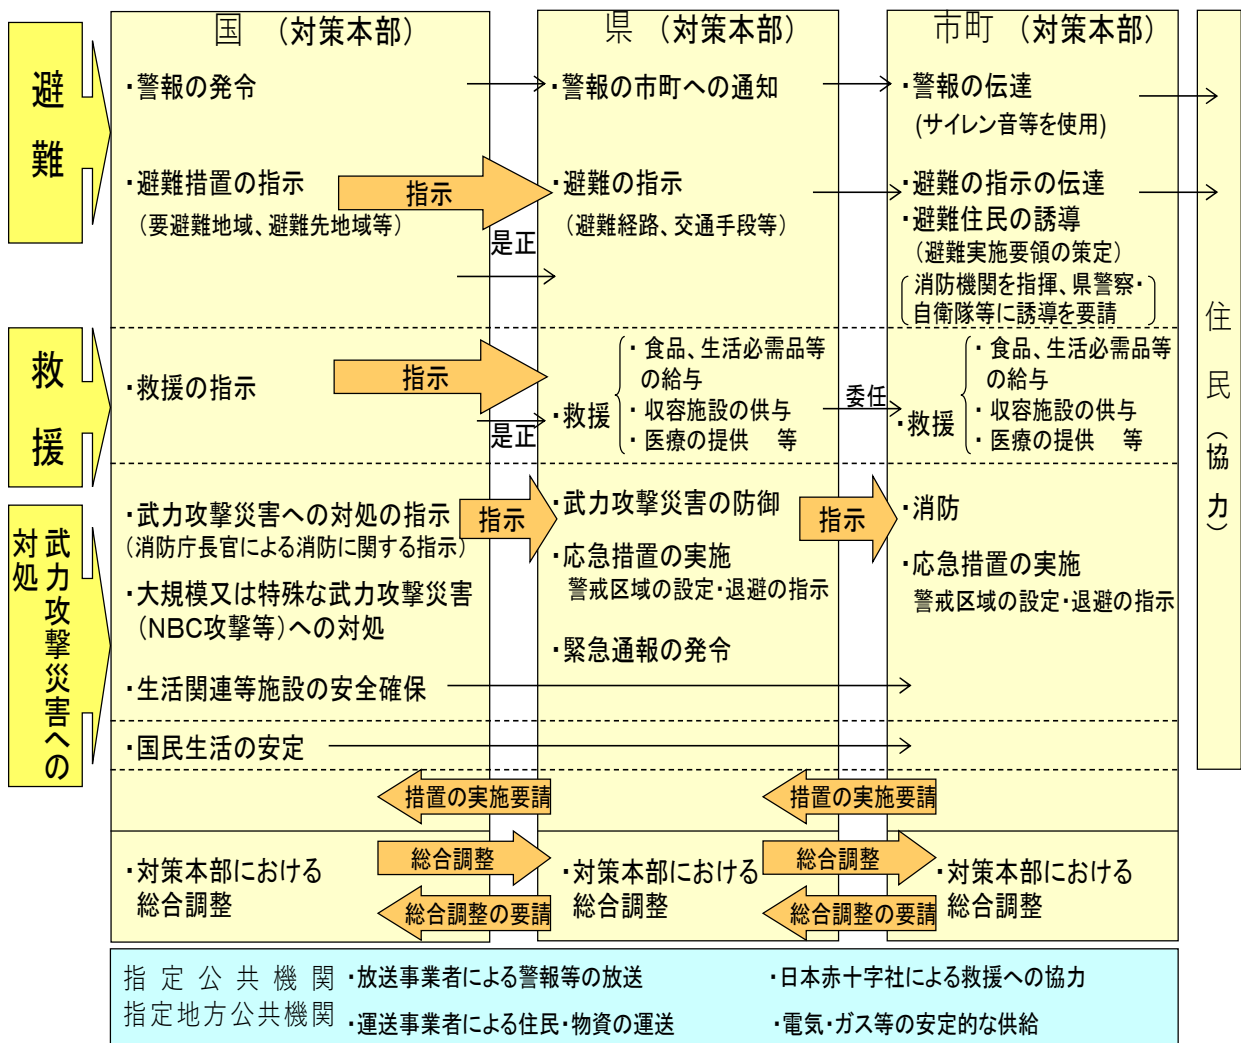 国 (対策本部)
県 (対策本部)
市町 (対策本部)
避難
・警報の発令
・警報の市町への通知
・警報の伝達
(サイレン音等を使用)
・避難措置の指示
(要避難地域、避難先地域等)
指示
是正
・避難の指示
(避難経路、交通手段等)
・避難の指示の伝達
・避難住民の誘導
(避難実施要領の策定)
消防機関を指揮、県警察・
自衛隊等に誘導を要請
救援
・救援の指示
指示
是正
・救援
・食品、生活必需品等
の給与
・収容施設の供与
・医療の提供 等
委任
・救援
・食品、生活必需品等
の給与
・収容施設の供与
・医療の提供 等
武力攻撃災害への
対処
・武力攻撃災害への対処の指示
(消防庁長官による消防に関する指示)
・大規模又は特殊な武力攻撃災害
(NBC攻撃等)への対処
・生活関連等施設の安全確保
指示
・武力攻撃災害の防御
・応急措置の実施
警戒区域の設定・退避の指示
・緊急通報の発令
指示
・消防
・応急措置の実施
警戒区域の設定・退避の指示
・国民生活の安定
措置の実施要請
措置の実施要請
・対策本部における
総合調整
総合調整
総合調整の要請
・対策本部における
総合調整
総合調整
総合調整の要請
・対策本部における
総合調整
住民(協力)
指定公共機関
指定地方公共機関
・放送事業者による警報等の放送
・日本赤十字社による救援への協力
・運送事業者による住民・物資の運送
・電気・ガス等の安定的な供給